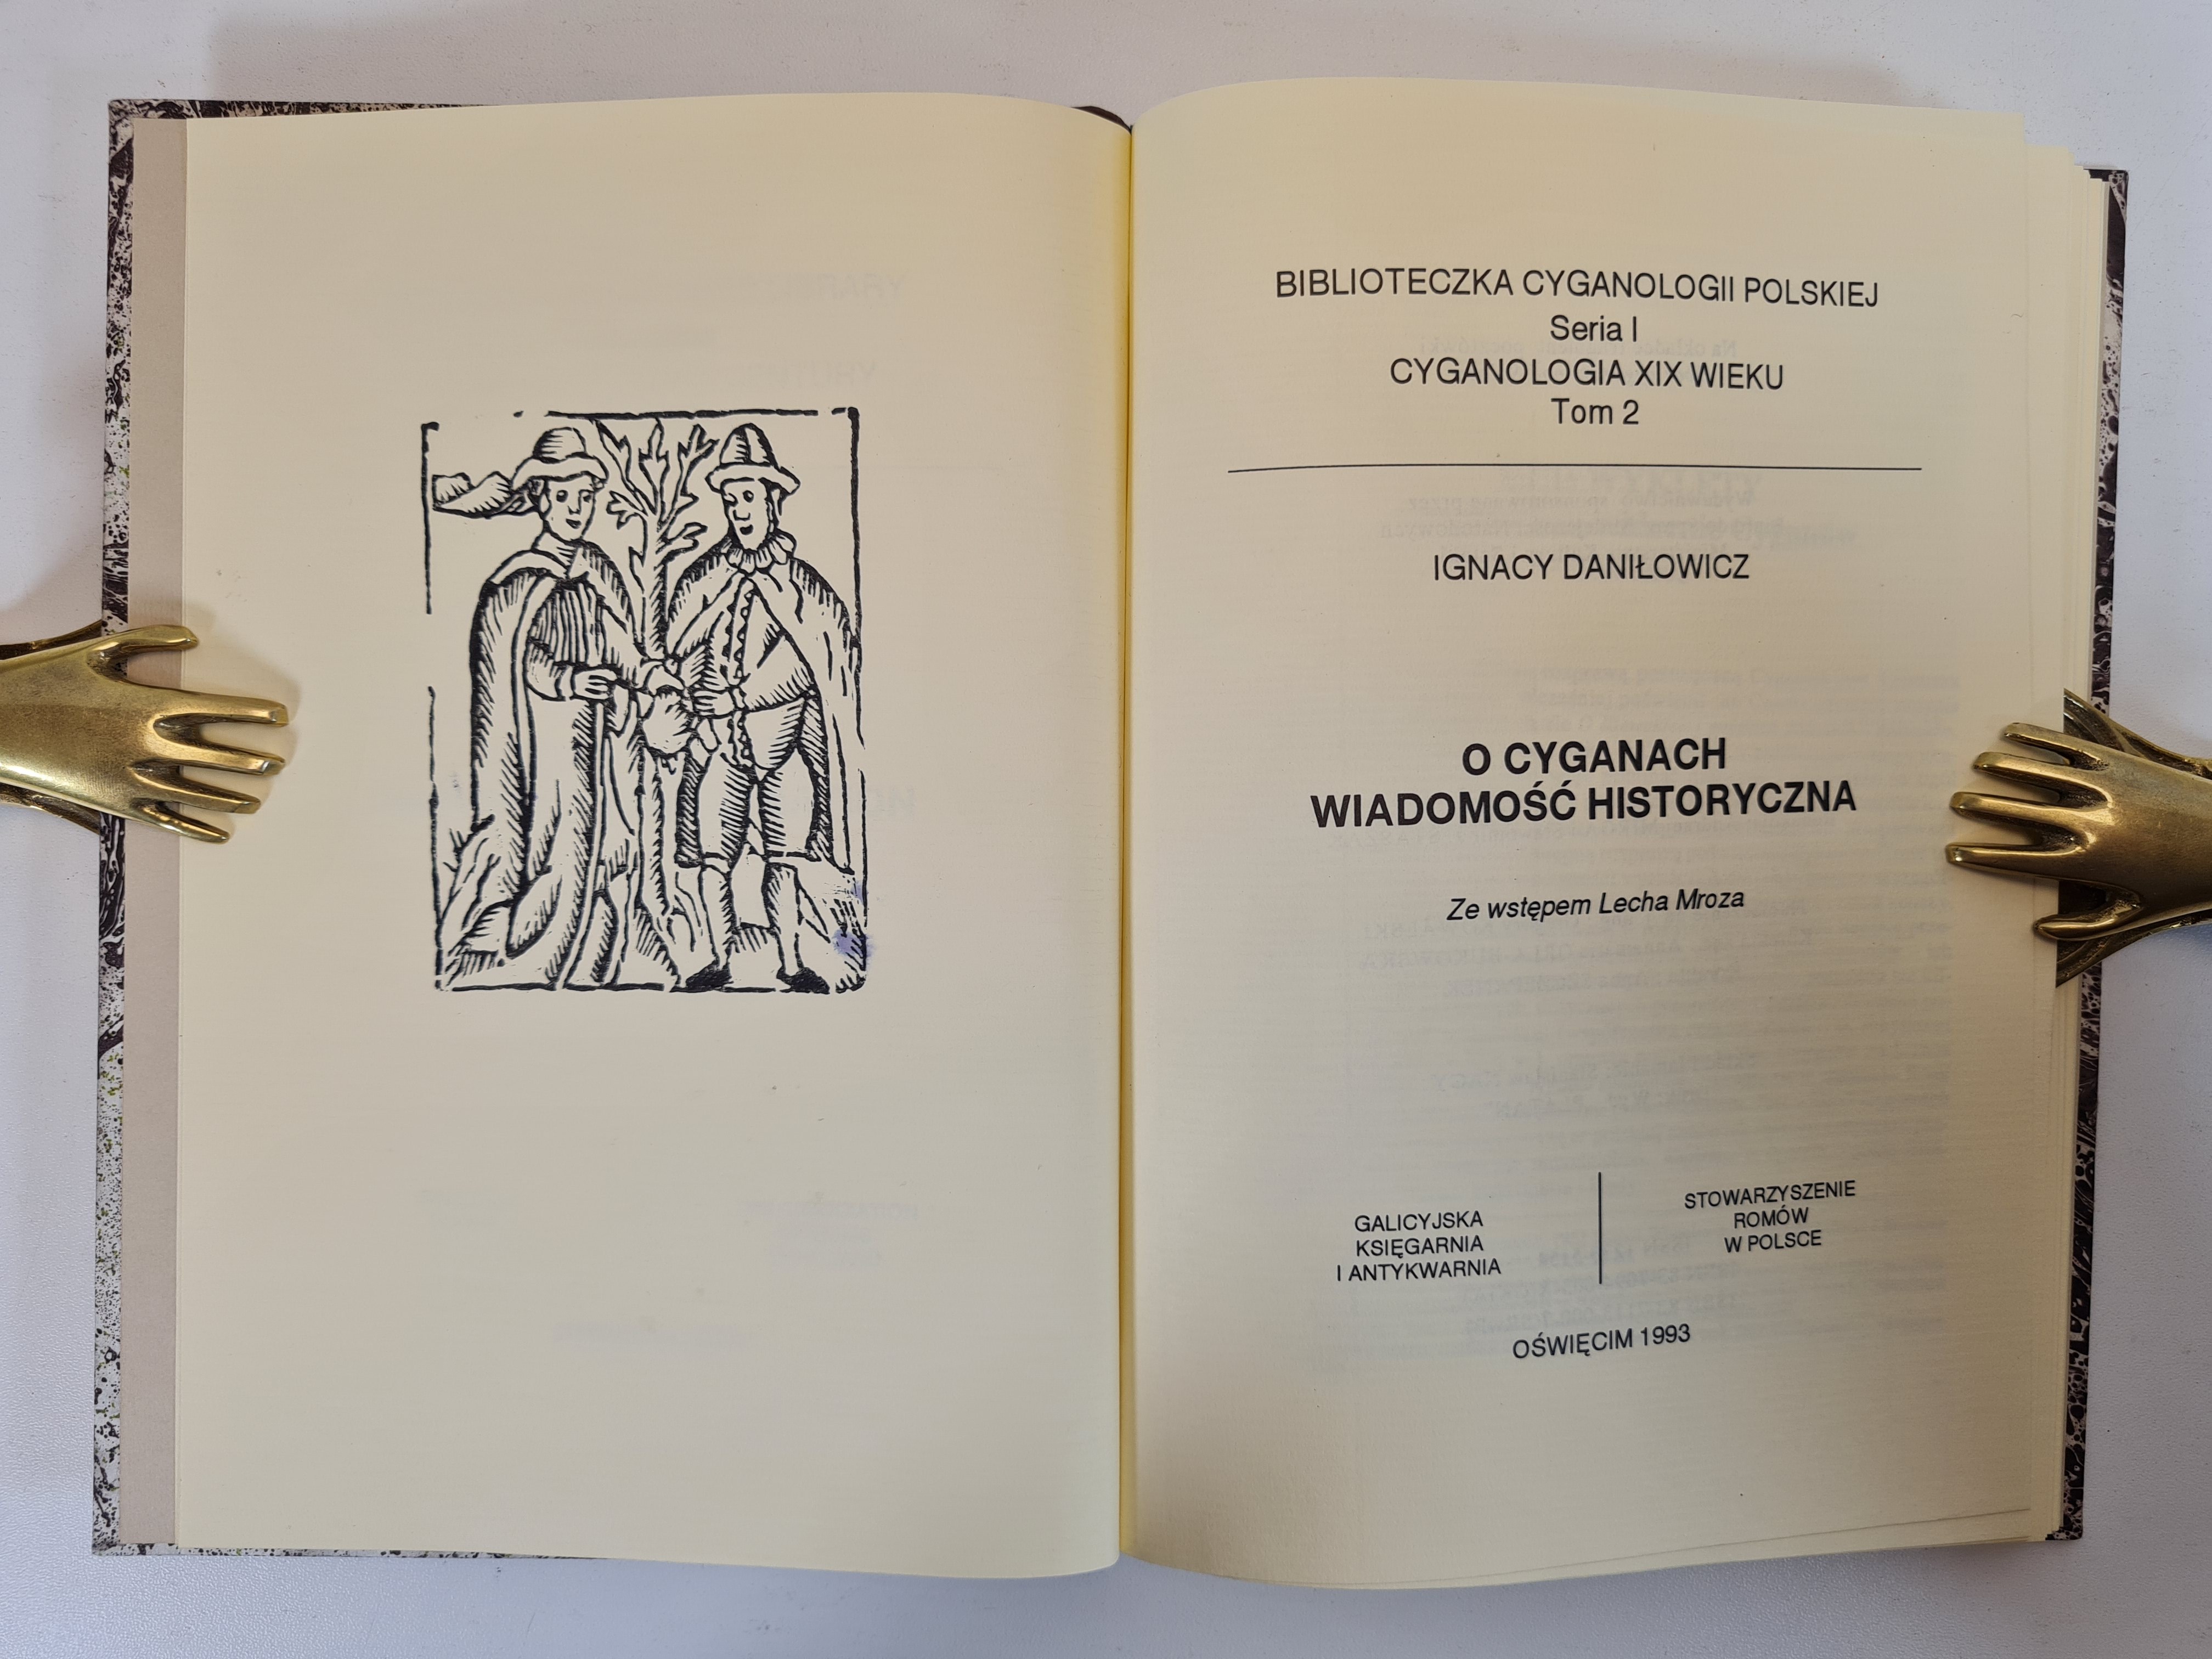 BIBLIOTECZKA CYGANOLOGII POLSKIEJ
Seria I
CYGANOLOGIA XIX WIEKU
Tom 2
IGNACY DANIŁOWICZ
O CYGANACH
WIADOMOŚĆ HISTORYCZNA
Ze wstępem Lecha Mroza
GALICYJSKA
KSIĘGARNIA
I ANTYKWARNIA
STOWARZYSZENIE
ROMÓW
W POLSCE
OŚWIĘCIM 1993